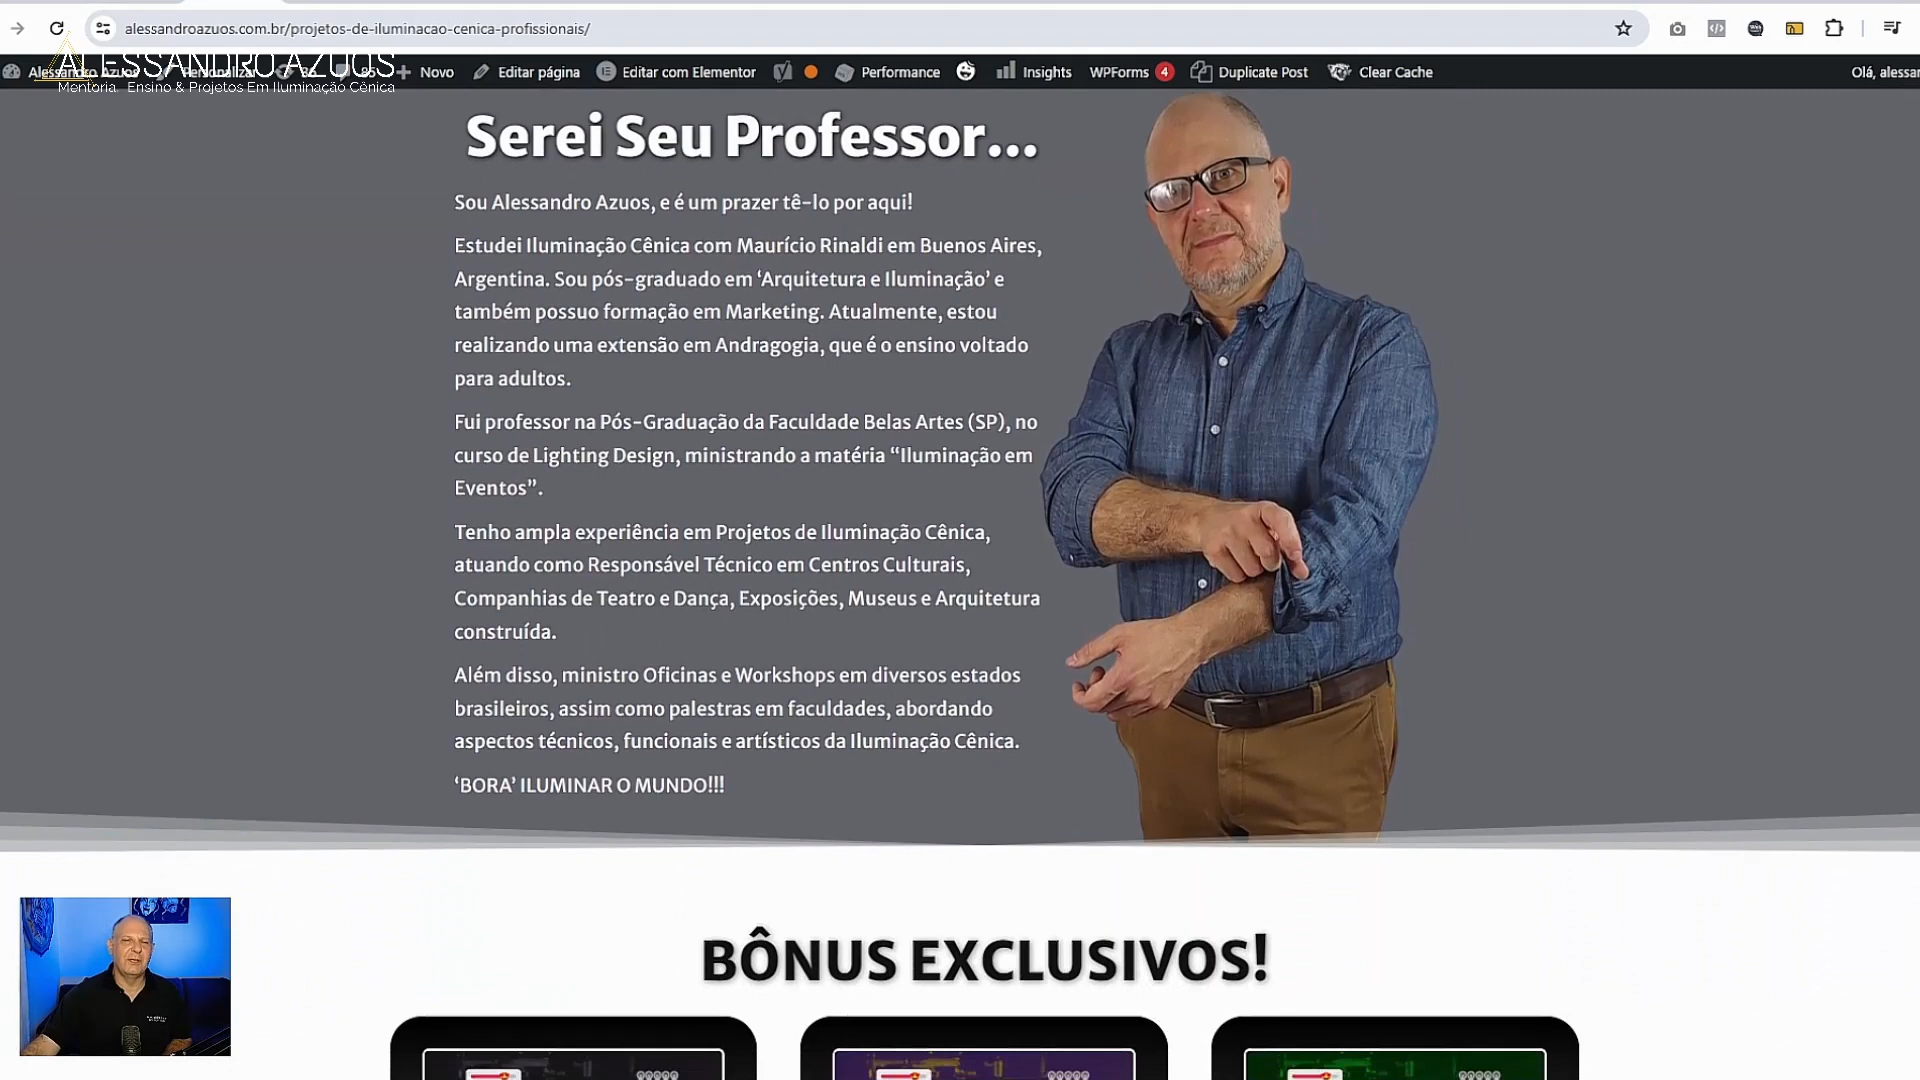 alessandroazuos.com.br/projetos-de-iluminacao-cenica-profissionais/
ALESSANDRO AZUOS
Mentoria, Ensino & Projetos Em Iluminação Cênica
Alessandro Azuos Personalizar 86 85 Novo Editar página Editar com Elementor Performance Insights WPForms 4 Duplicate Post Clear Cache Olá, alessan
Serei Seu Professor...
Sou Alessandro Azuos, e é um prazer tê-lo por aqui!
Estudei Iluminação Cênica com Maurício Rinaldi em Buenos Aires,
Argentina. Sou pós-graduado em ‘Arquitetura e Iluminação’ e
também possuo formação em Marketing. Atualmente, estou
realizando uma extensão em Andragogia, que é o ensino voltado
para adultos.
Fui professor na Pós-Graduação da Faculdade Belas Artes (SP), no
curso de Lighting Design, ministrando a matéria “Iluminação em
Eventos”.
Tenho ampla experiência em Projetos de Iluminação Cênica,
atuando como Responsável Técnico em Centros Culturais,
Companhias de Teatro e Dança, Exposições, Museus e Arquitetura
construída.
Além disso, ministro Oficinas e Workshops em diversos estados
brasileiros, assim como palestras em faculdades, abordando
aspectos técnicos, funcionais e artísticos da Iluminação Cênica.
‘BORA’ ILUMINAR O MUNDO!!!
BÔNUS EXCLUSIVOS!